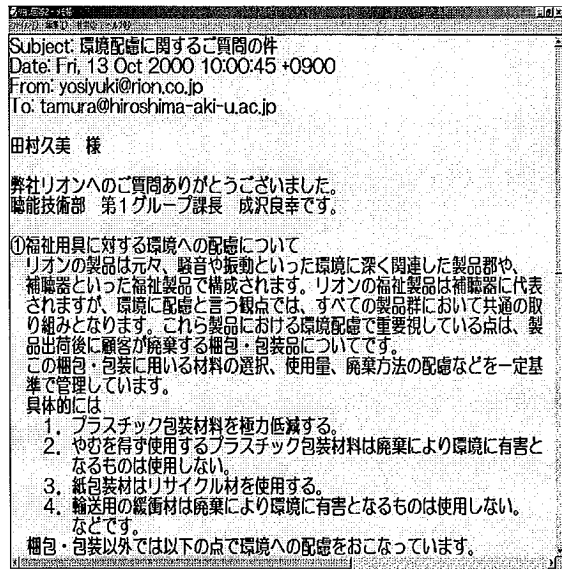 Subject: 環境配慮に関するご質問の件
Date: Fri, 13 Oct 2000 10:00:45 +0900
From: yosiyuki@rion.co.jp
To: tamura@hiroshima-aki-u.ac.jp
田村久美 様
弊社リオンへのご質問ありがとうございました。
聴能技術部 第1グループ課長 成沢良幸です。
①福祉用具に対する環境への配慮について
リオンの製品は元々、騒音や振動といった環境に深く関連した製品郡や、
補聴器といった福祉製品で構成されます。リオンの福祉製品は補聴器に代表
されますが、環境に配慮と言う観点では、すべての製品群において共通の取
り組みとなります。これら製品における環境配慮で重要視している点は、製
品出荷後に顧客が廃棄する梱包・包装品についてです。
この梱包・包装に用いる材料の選択、使用量、廃棄方法の配慮などを一定基
準で管理しています。
具体的には
1. プラスチック包装材料を極力低減する。
2. やむを得ず使用するプラスチック包装材料は廃棄により環境に有害と
なるものは使用しない。
3. 紙包装材はリサイクル材を使用する。
4. 輸送用の緩衝材は廃棄により環境に有害となるものは使用しない。
などです。
梱包・包装以外では以下の点で環境への配慮をおこなっています。